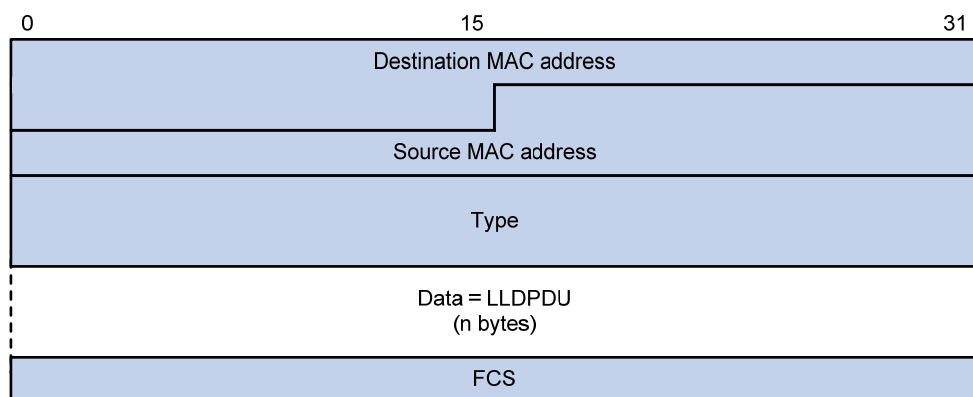 0 15 31
Destination MAC address
Source MAC address
Type
Data = LLDPDU
(n bytes)
FCS